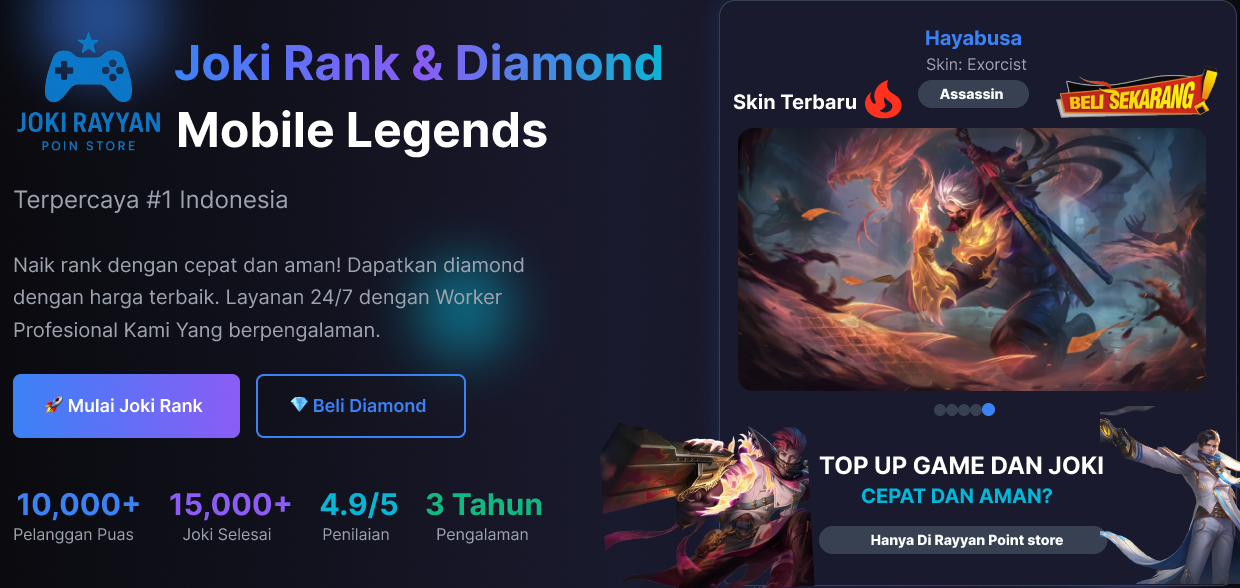 JOKI RAYYAN
POIN STORE
Joki Rank & Diamond
Mobile Legends
Terpercaya #1 Indonesia
Naik rank dengan cepat dan aman! Dapatkan diamond
dengan harga terbaik. Layanan 24/7 dengan Worker
Profesional Kami Yang berpengalaman.
Mulai Joki Rank
Beli Diamond
10,000+
Pelanggan Puas
15,000+
Joki Selesai
4.9/5
Penilaian
3 Tahun
Pengalaman
Hayabusa
Skin: Exorcist
Assassin
Skin Terbaru
BELI SEKARANG!
TOP UP GAME DAN JOKI
CEPAT DAN AMAN?
Hanya Di Rayyan Point store